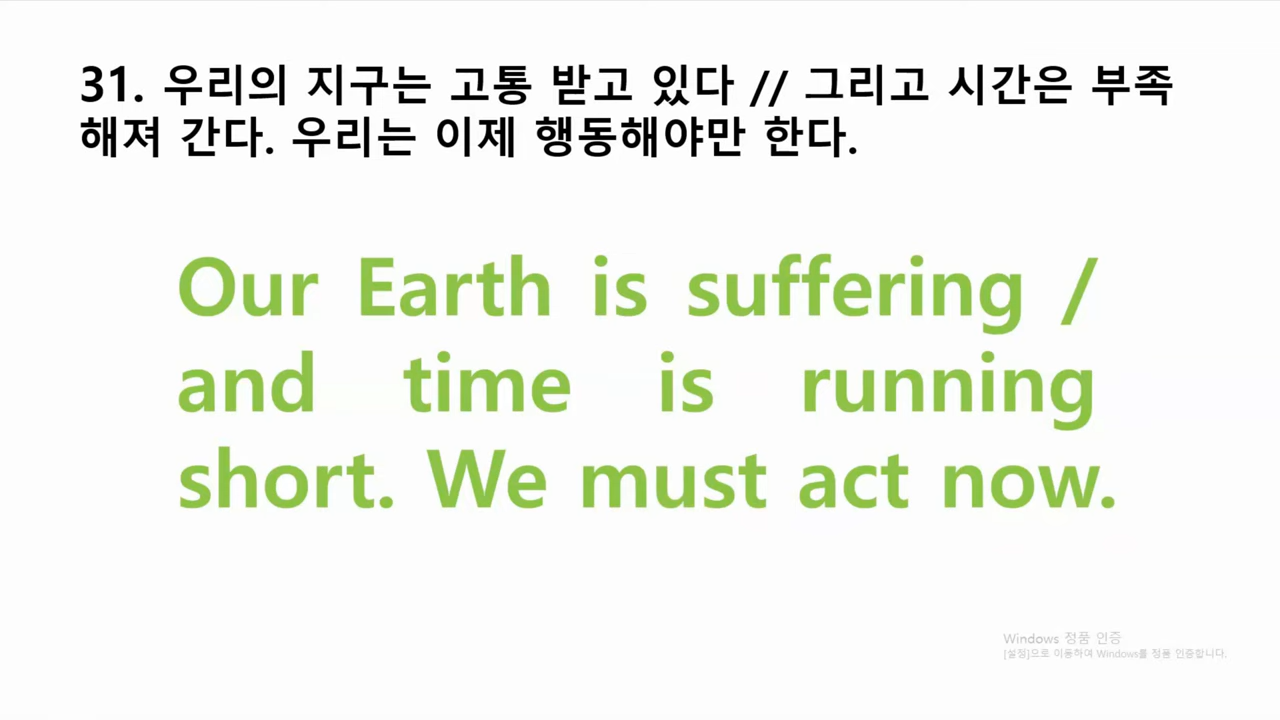 31. 우리의 지구는 고통 받고 있다 // 그리고 시간은 부족
해져 간다. 우리는 이제 행동해야만 한다.
Our Earth is suffering /
and time is running
short. We must act now.
Windows 정품 인증
[설정]으로 이동하여 Windows를 정품 인증합니다.